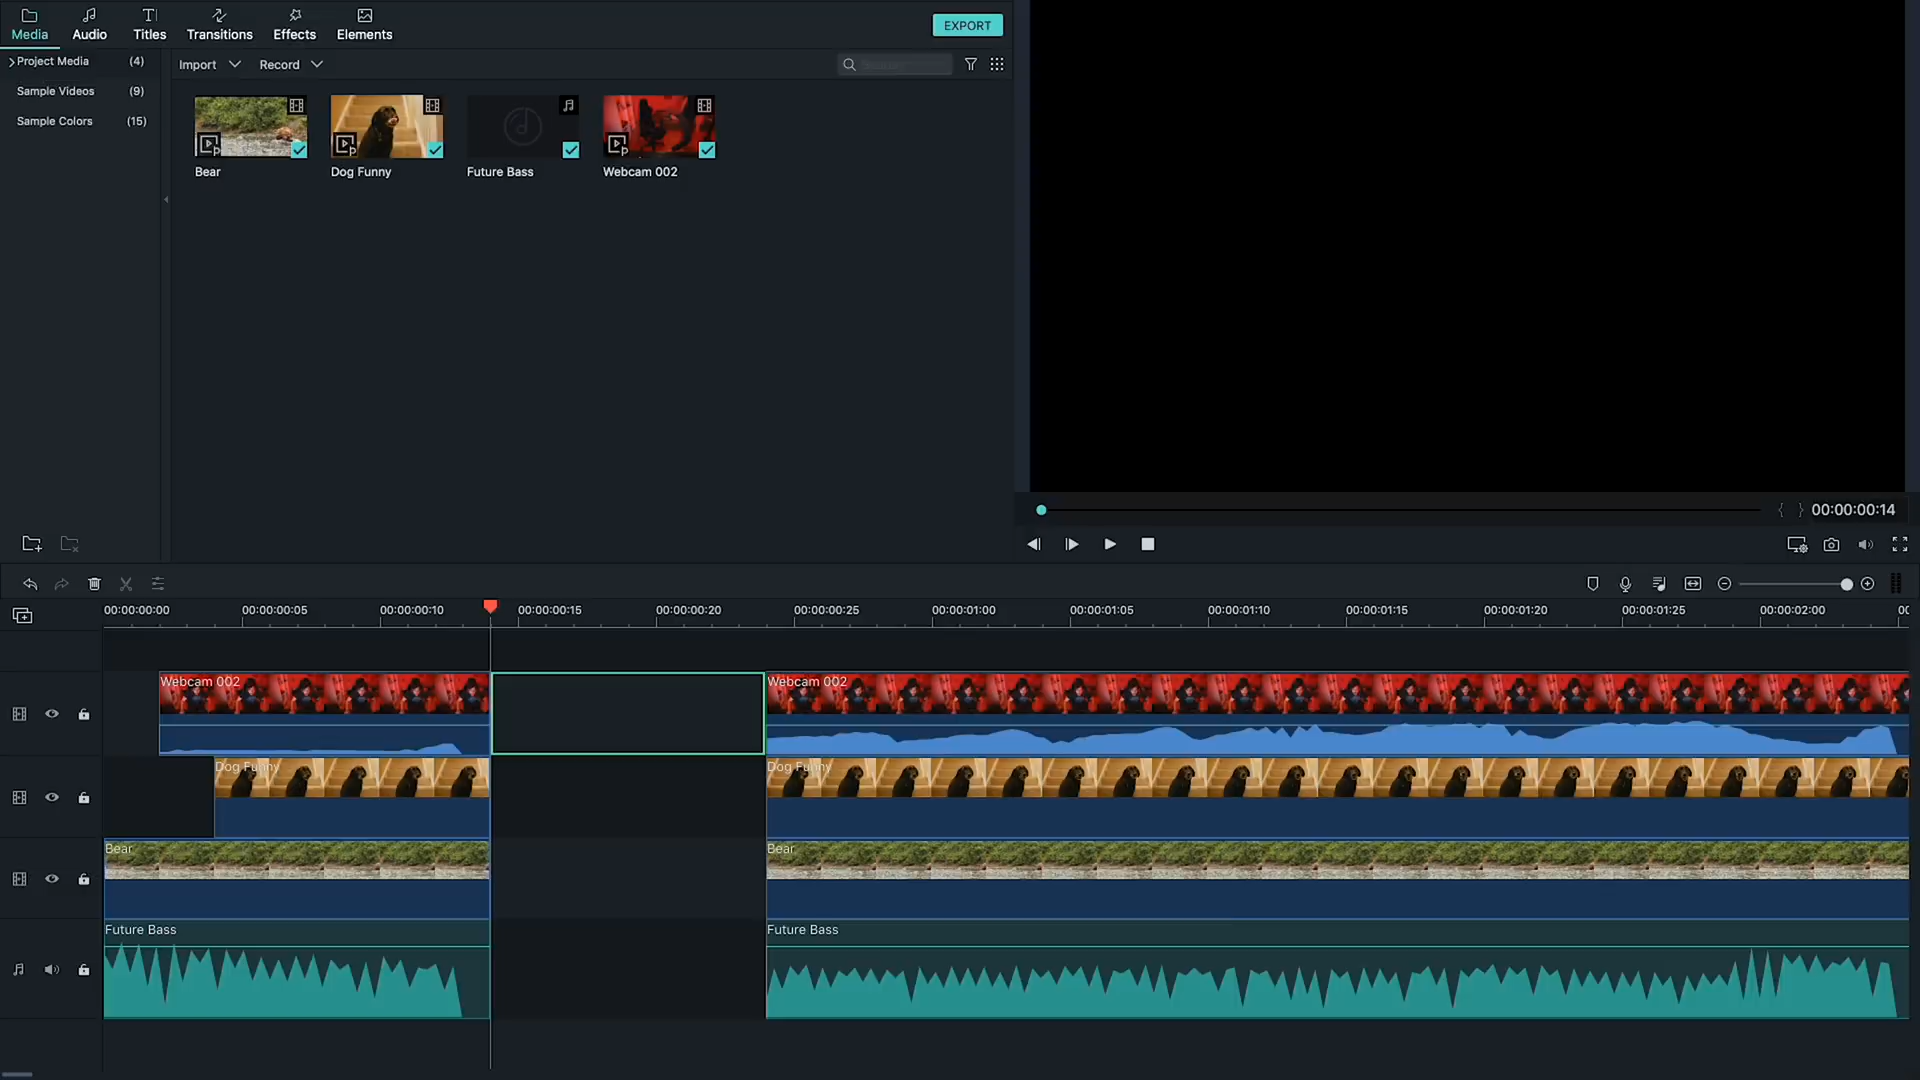 Media Audio Titles Transitions Effects Elements EXPORT
Project Media (4)
Sample Videos (9)
Sample Colors (15)
Import Record
Bear Dog Funny Future Bass Webcam 002
00:00:00:14
00:00:00:00 00:00:00:05 00:00:00:10 00:00:00:15 00:00:00:20 00:00:00:25 00:00:01:00 00:00:01:05 00:00:01:10 00:00:01:15 00:00:01:20 00:00:01:25 00:00:02:00 00
Webcam 002 Webcam 002
Dog Funny Dog Funny
Bear Bear
Future Bass Future Bass